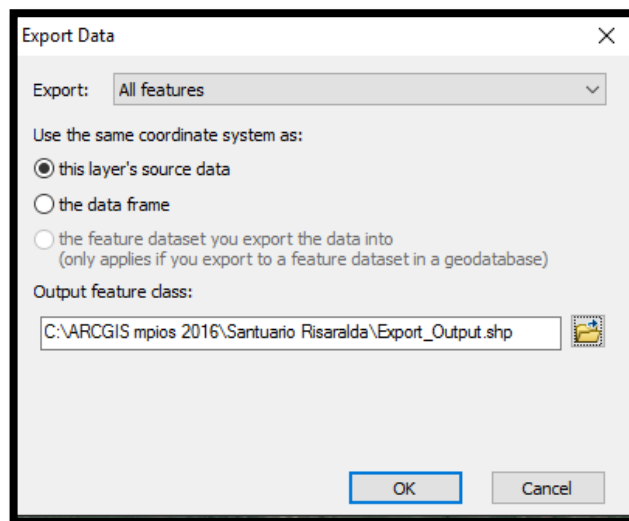 Export Data
Export: All features
Use the same coordinate system as:
this layer's source data
the data frame
the feature dataset you export the data into
(only applies if you export to a feature dataset in a geodatabase)
Output feature class:
C:\ARCGIS mpios 2016\Santuario Risaralda\Export_Output.shp
OK Cancel